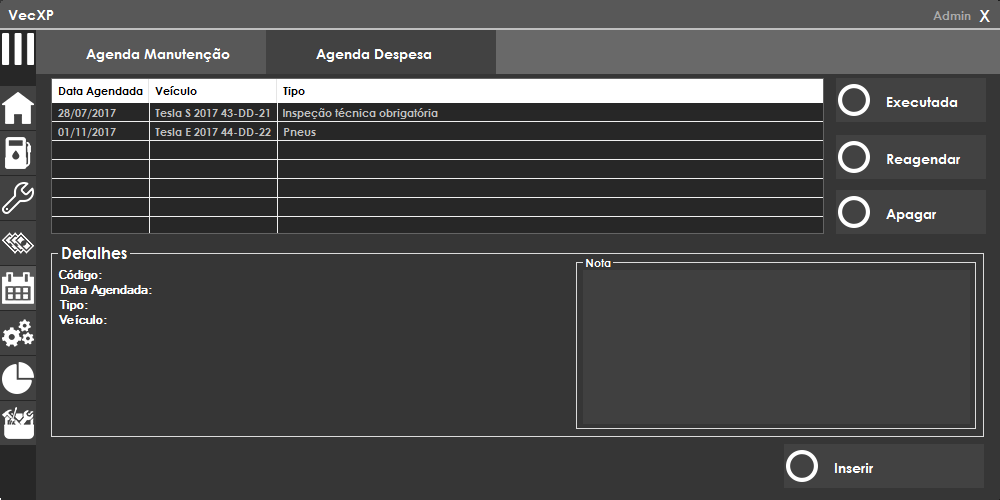 VecXP
Admin X
Agenda Manutenção Agenda Despesa
Data Agendada Veículo Tipo
28/07/2017 Tesla S 2017 43-DD-21 Inspeção técnica obrigatória
01/11/2017 Tesla E 2017 44-DD-22 Pneus
Executada
Reagendar
Apagar
Detalhes
Código:
Data Agendada:
Tipo:
Veículo:
Nota
Inserir